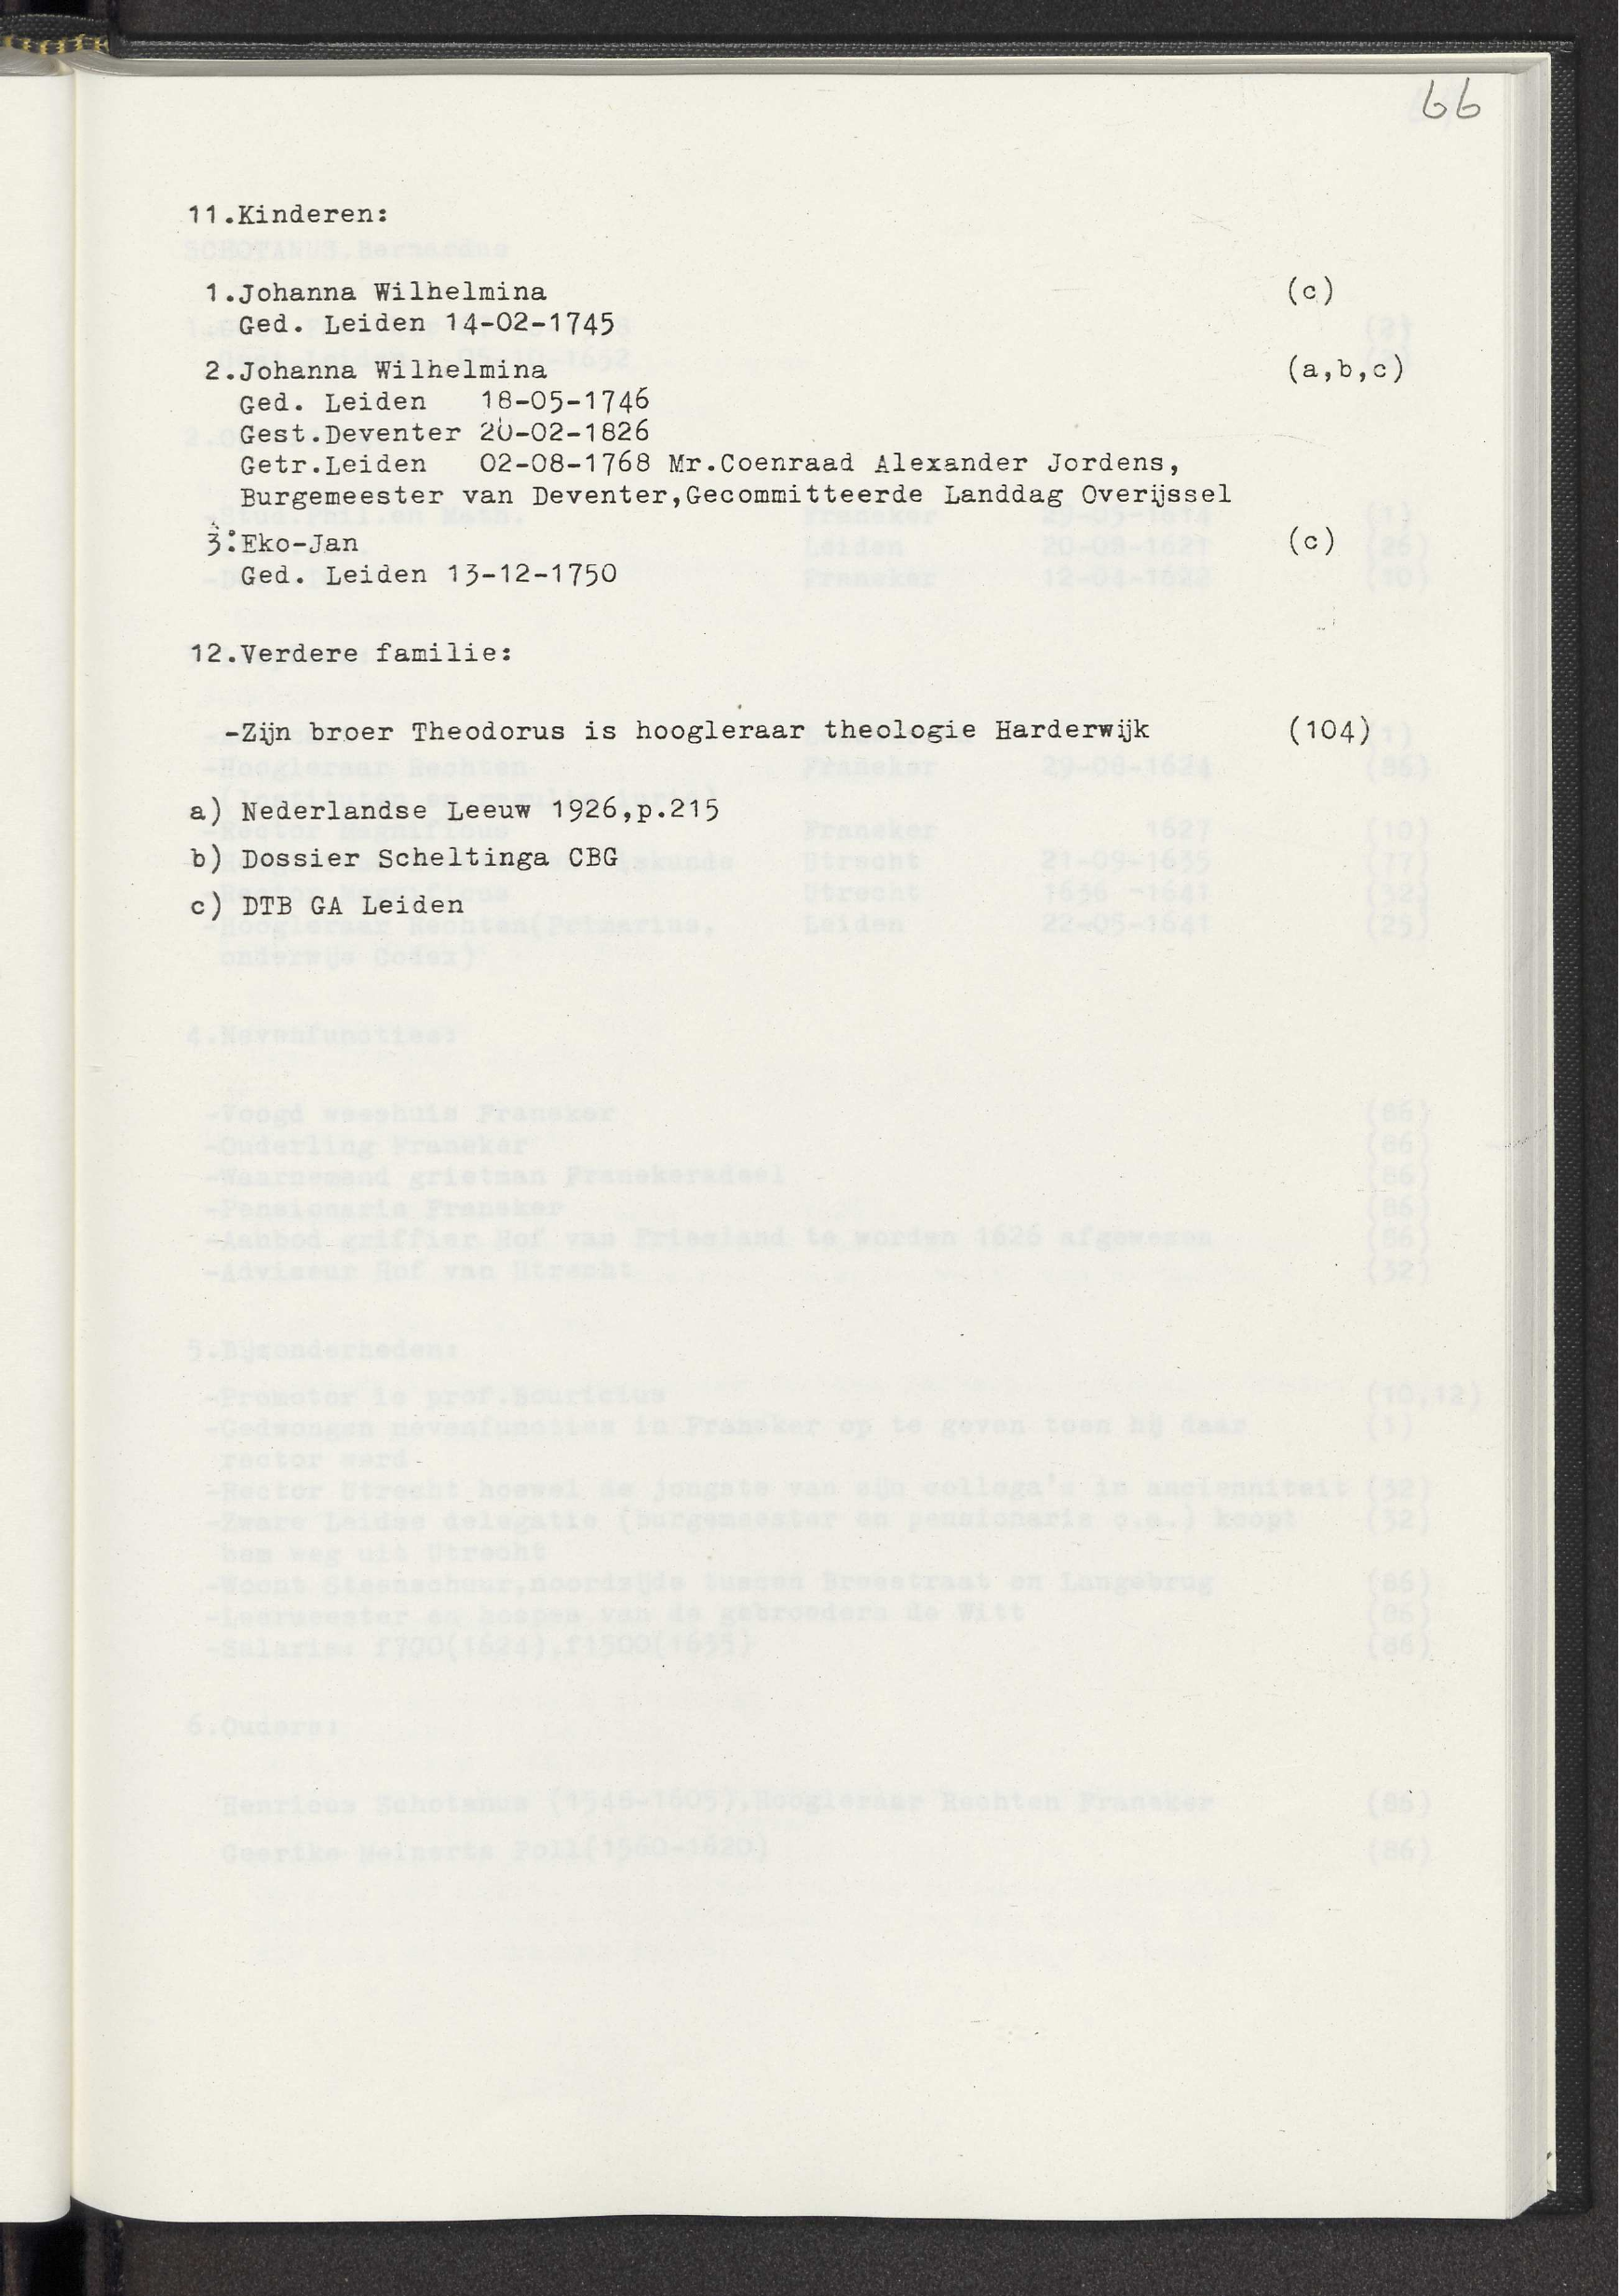 66
11.Kinderen:
1.Johanna Wilhelmina (c)
Ged. Leiden 14-02-1745
2.Johanna Wilhelmina (a,b,c)
Ged. Leiden 18-05-1746
Gest.Deventer 20-02-1826
Getr.Leiden 02-08-1768 Mr.Coenraad Alexander Jordens,
Burgemeester van Deventer,Gecommitteerde Landdag Overijssel
3.Eko-Jan (c)
Ged. Leiden 13-12-1750
12.Verdere familie:
-Zijn broer Theodorus is hoogleraar theologie Harderwijk (104)
a) Nederlandse Leeuw 1926,p.215
b) Dossier Scheltinga CBG
c) DTB GA Leiden